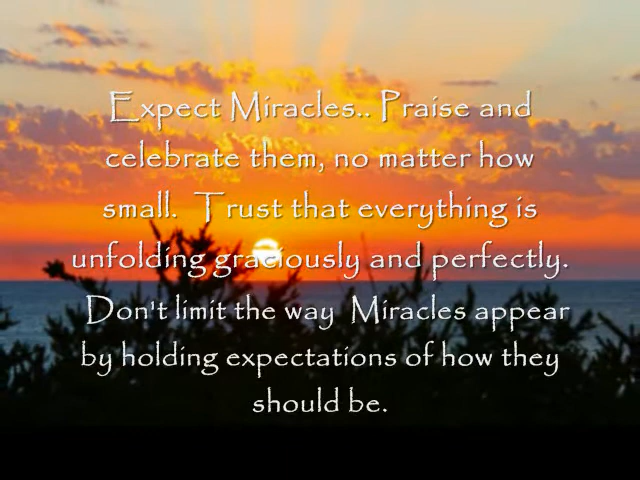 Expect Miracles.. Praise and
celebrate them, no matter how
small.  Trust that everything is
unfolding graciously and perfectly.
Don't limit the way  Miracles appear
by holding expectations of how they
should be.